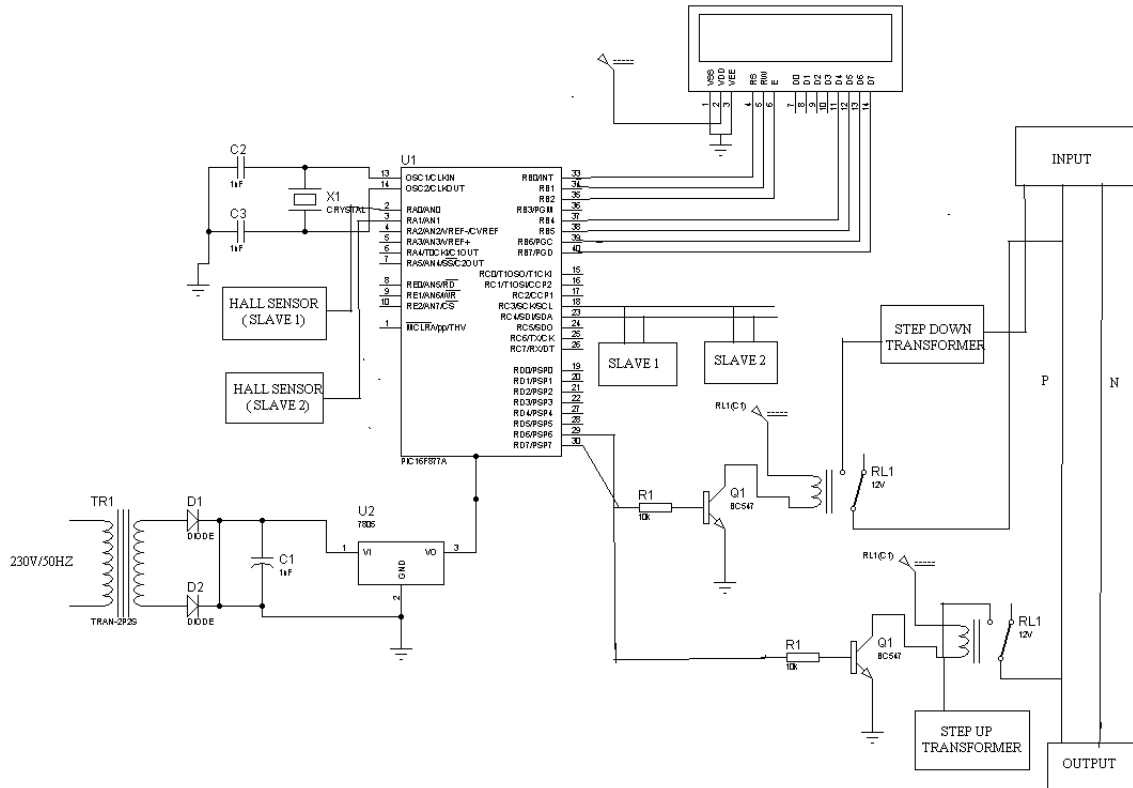 VSS
VDD
VEE
RS
RW
E
D0
D1
D2
D3
D4
D5
D6
D7
1
2
3
4
5
6
7
8
9
10
11
12
13
14
C2
1nF
C3
1nF
X1
CRYSTAL
U1
13
OSC1/CLKIN
14
OSC2/CLKOUT
2
RA0/AN0
3
RA1/AN1
4
RA2/AN2/VREF-/CVREF
5
RA3/AN3/VREF+
6
RA4/T0CKI/C1OUT
7
RA5/AN4/SS/C2OUT
8
RE0/AN5/RD
9
RE1/AN6/WR
10
RE2/AN7/CS
1
MCLR/Vpp/THV
RB0/INT
33
RB1
34
RB2
35
RB3/PGM
36
RB4
37
RB5
38
RB6/PGC
39
RB7/PGD
40
RC0/T1OSO/T1CKI
15
RC1/T1OSI/CCP2
16
RC2/CCP1
17
RC3/SCK/SCL
18
RC4/SDI/SDA
23
RC5/SDO
24
RC6/TX/CK
25
RC7/RX/DT
26
RD0/PSP0
19
RD1/PSP1
20
RD2/PSP2
21
RD3/PSP3
22
RD4/PSP4
27
RD5/PSP5
28
RD6/PSP6
29
RD7/PSP7
30
PIC16F877A
HALL SENSOR
( SLAVE 1)
HALL SENSOR
( SLAVE 2)
SLAVE 1
SLAVE 2
INPUT
STEP DOWN
TRANSFORMER
P
N
RL1(C1)
RL1
12V
R1
10k
Q1
BC547
TR1
230V/50HZ
TRAN-2P2S
D1
DIODE
D2
DIODE
C1
1nF
U2
7805
1
VI
VO
3
GND
2
RL1(C1)
RL1
12V
R1
10k
Q1
BC547
STEP UP
TRANSFORMER
OUTPUT